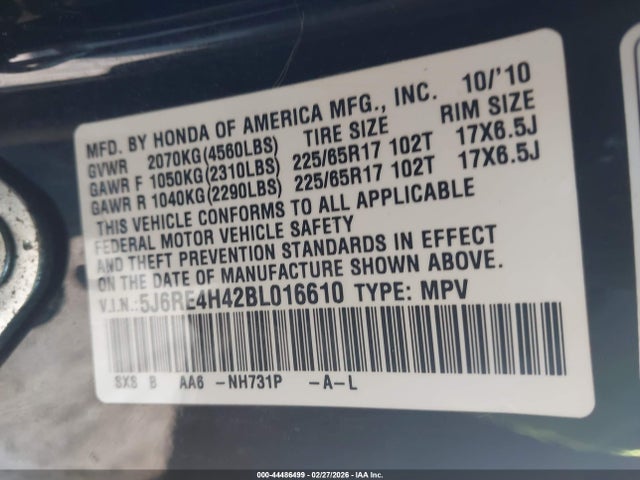 MFD. BY HONDA OF AMERICA MFG., INC. 10/'10
GVWR 2070KG(4560LBS) TIRE SIZE RIM SIZE
GAWR F 1050KG(2310LBS) 225/65R17 102T 17X6.5J
GAWR R 1040KG(2290LBS) 225/65R17 102T 17X6.5J
THIS VEHICLE CONFORMS TO ALL APPLICABLE
FEDERAL MOTOR VEHICLE SAFETY
AND THEFT PREVENTION STANDARDS IN EFFECT
ON THE DATE OF MANUFACTURE SHOWN ABOVE.
V.I.N.:5J6RE4H42BL016610 TYPE: MPV
SXS B AA6 -NH731P -A-L
000-44486499 - 02/27/2026 - IAA Inc.